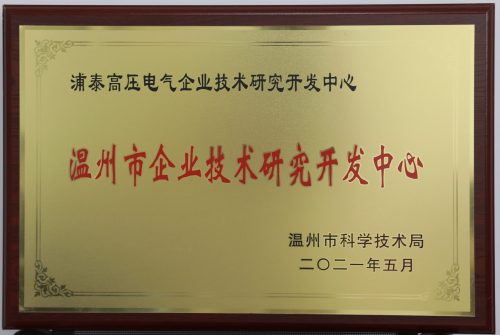 浦泰高压电气企业技术研究开发中心
温州市企业技术研究开发中心
温州市科学技术局
二〇二一年五月